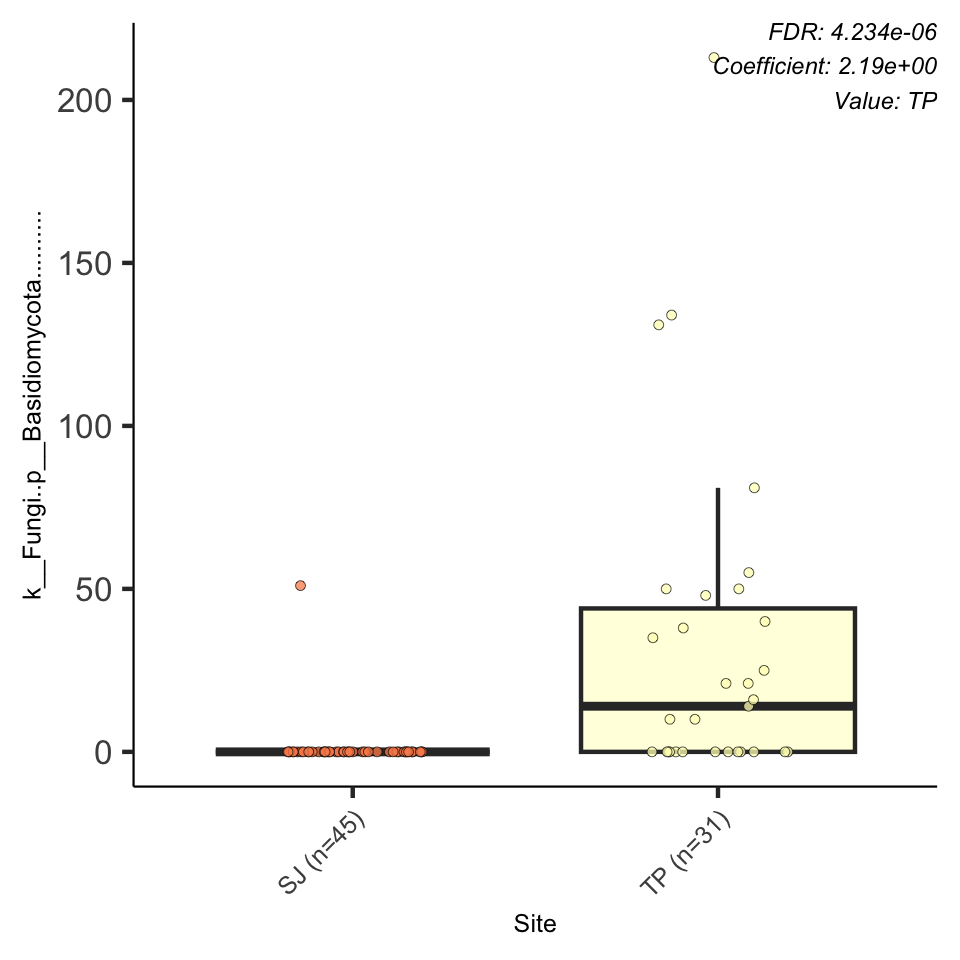 FDR: 4.234e-06
Coefficient: 2.19e+00
Value: TP
200
150
100
50
0
k__Fungi..p__Basidiomycota..........
SJ (n=45)
TP (n=31)
Site